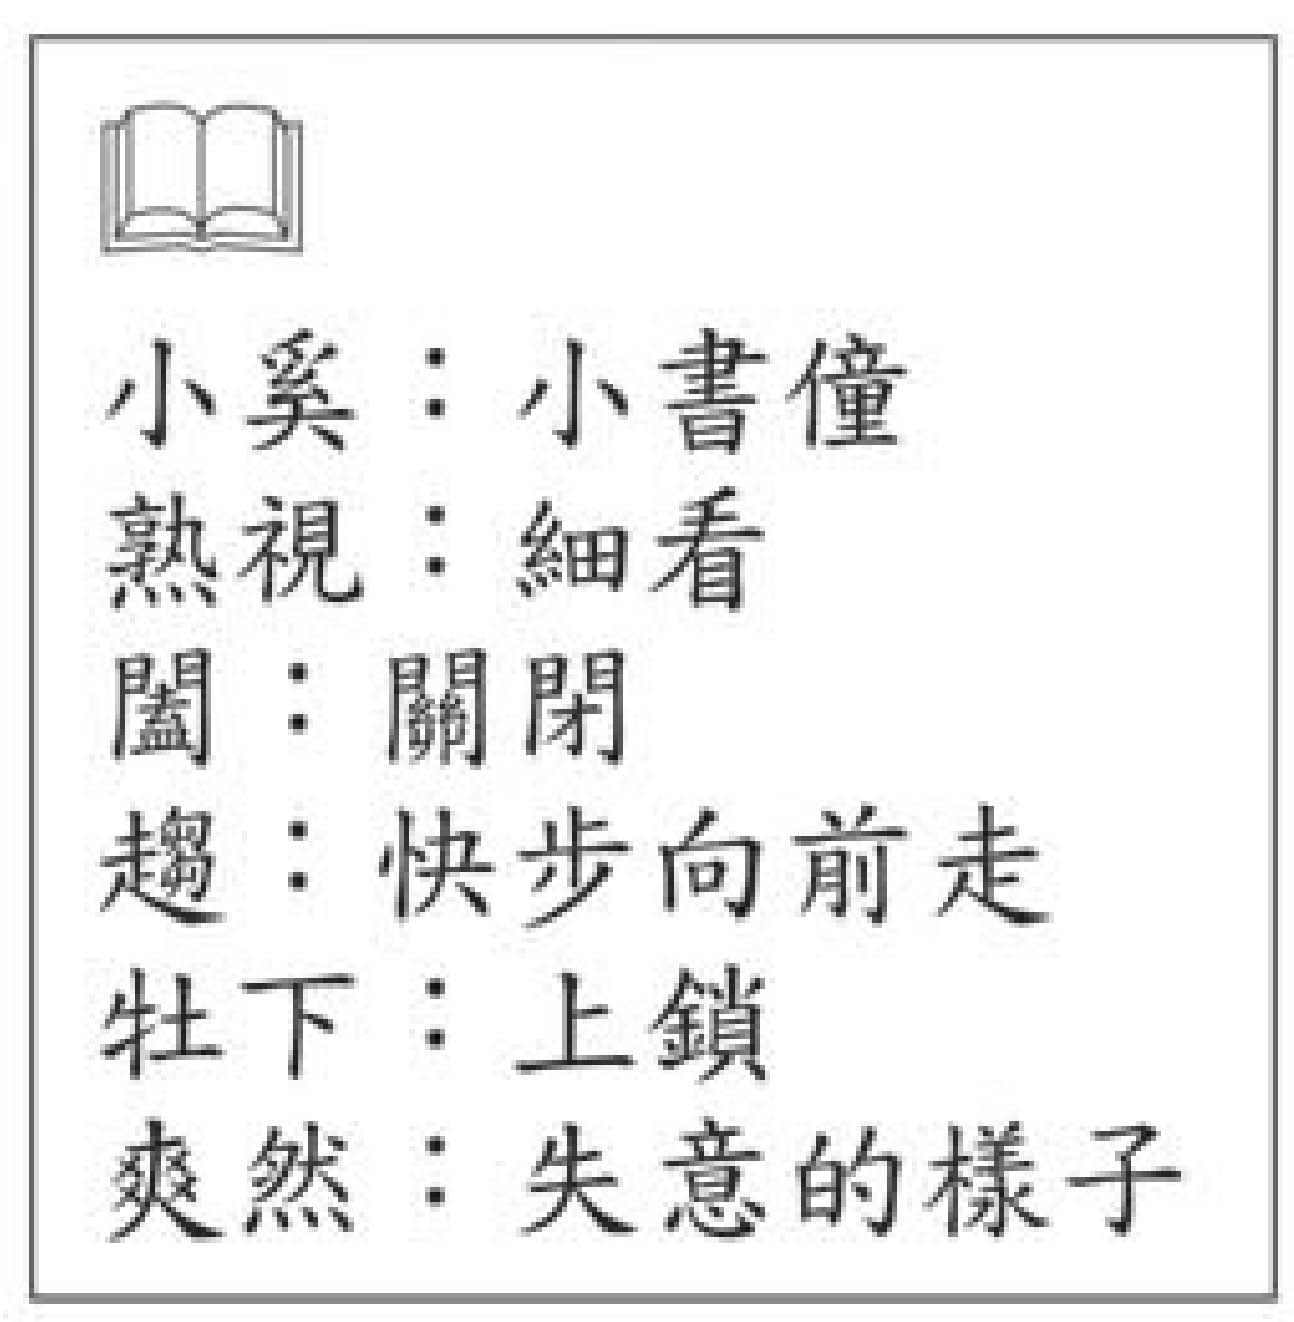 小奚：小書僮
熟視：細看
闔：關閉
趨：快步向前走
牡下：上鎖
爽然：失意的樣子